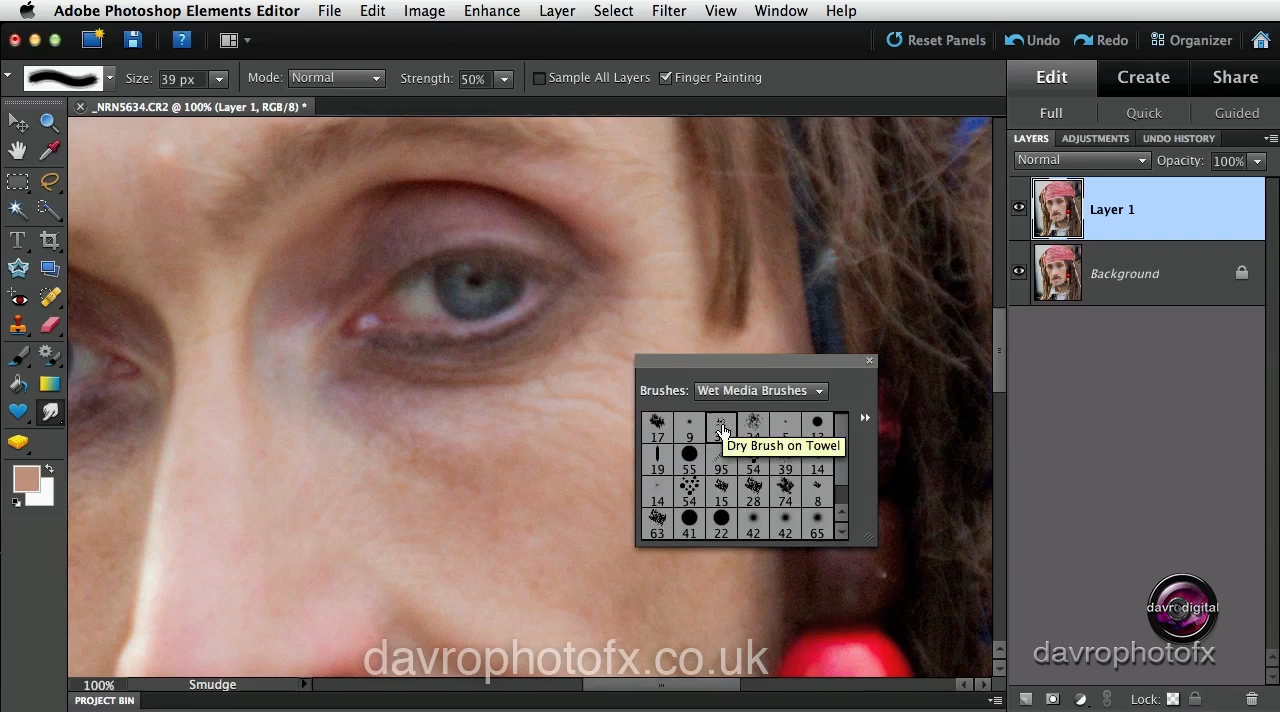 Adobe Photoshop Elements Editor File Edit Image Enhance Layer Select Filter View Window Help
? Reset Panels Undo Redo Organizer
Size: 39 px Mode: Normal Strength: 50% Sample All Layers Finger Painting
Edit Create Share
_NRN5634.CR2 @ 100% (Layer 1, RGB/8) *
Full Quick Guided
LAYERS ADJUSTMENTS UNDO HISTORY
Normal Opacity: 100%
Layer 1
Background
Brushes: Wet Media Brushes
17 9
Dry Brush on Towel
19 55 95 54 39 14
14 54 15 28 74 8
63 41 22 42 42 65
davrodigital
davrophotofx.co.uk
davrophotofx
100% Smudge
PROJECT BIN
Lock: